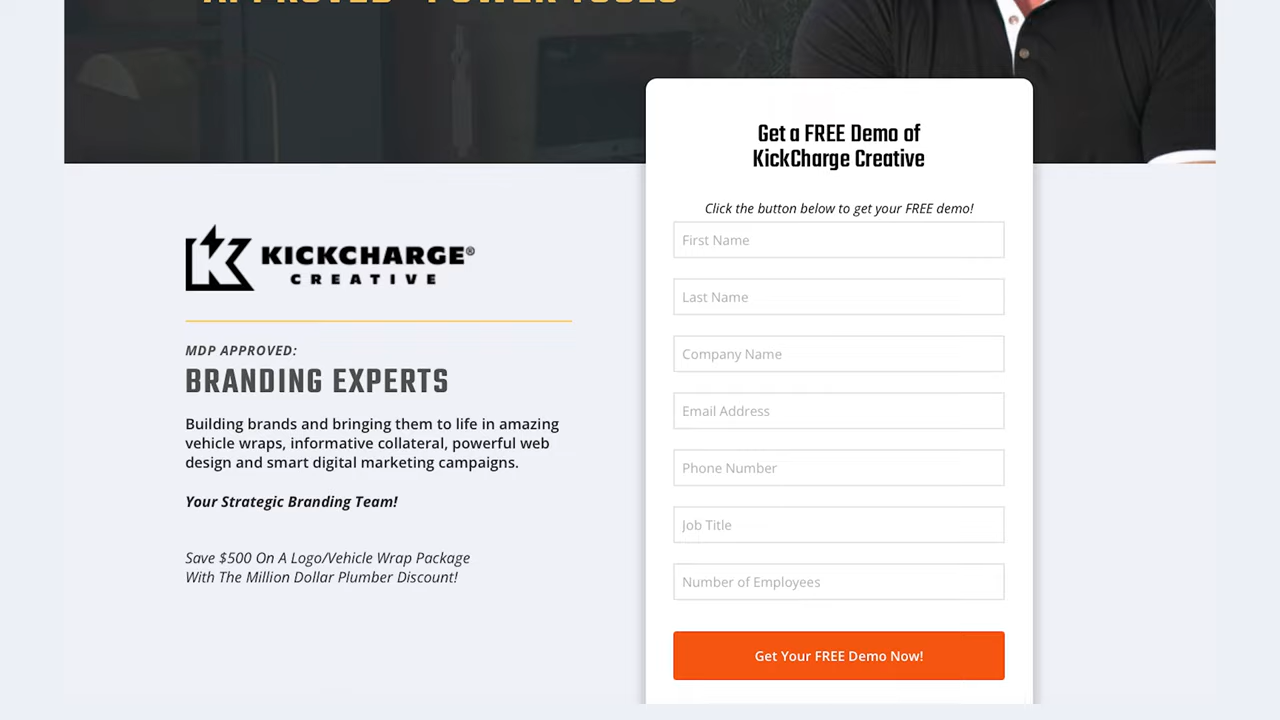 APPROVED POWER TOOLS
KICKCHARGE®
CREATIVE
MDP APPROVED:
BRANDING EXPERTS
Building brands and bringing them to life in amazing
vehicle wraps, informative collateral, powerful web
design and smart digital marketing campaigns.
Your Strategic Branding Team!
Save $500 On A Logo/Vehicle Wrap Package
With The Million Dollar Plumber Discount!
Get a FREE Demo of
KickCharge Creative
Click the button below to get your FREE demo!
First Name
Last Name
Company Name
Email Address
Phone Number
Job Title
Number of Employees
Get Your FREE Demo Now!